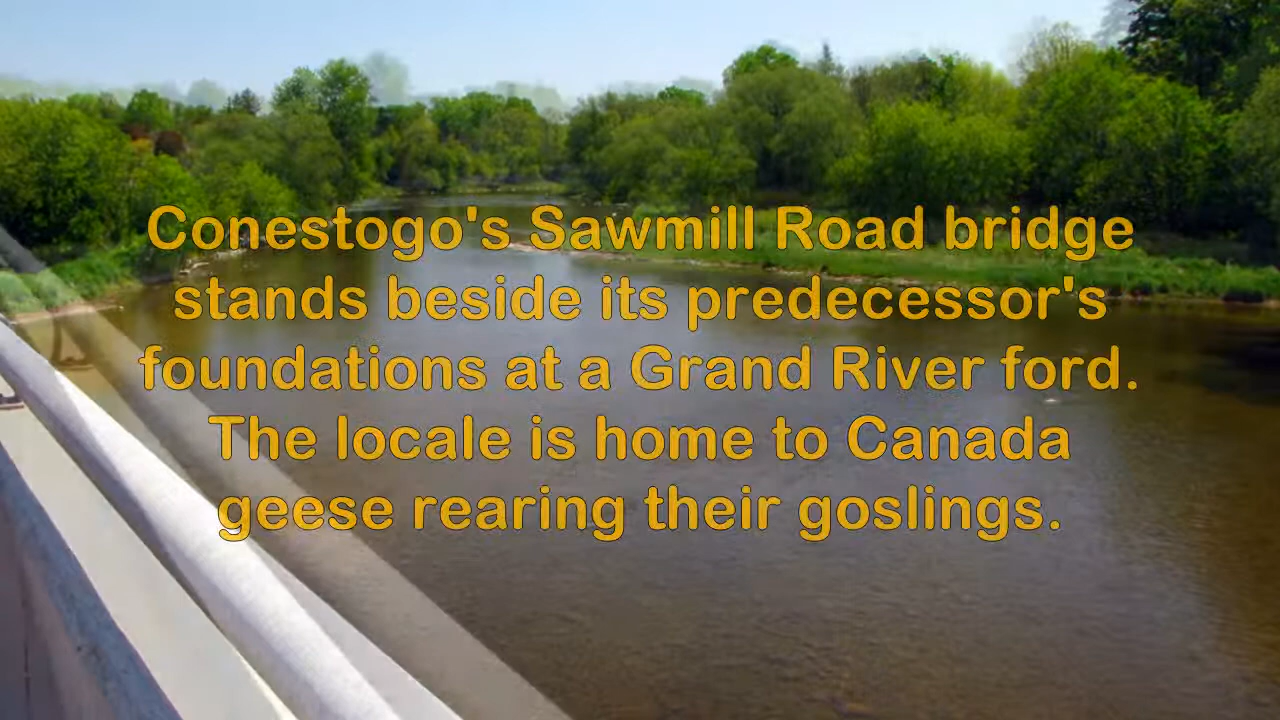 Conestogo's Sawmill Road bridge
stands beside its predecessor's
foundations at a Grand River ford.
The locale is home to Canada
geese rearing their goslings.